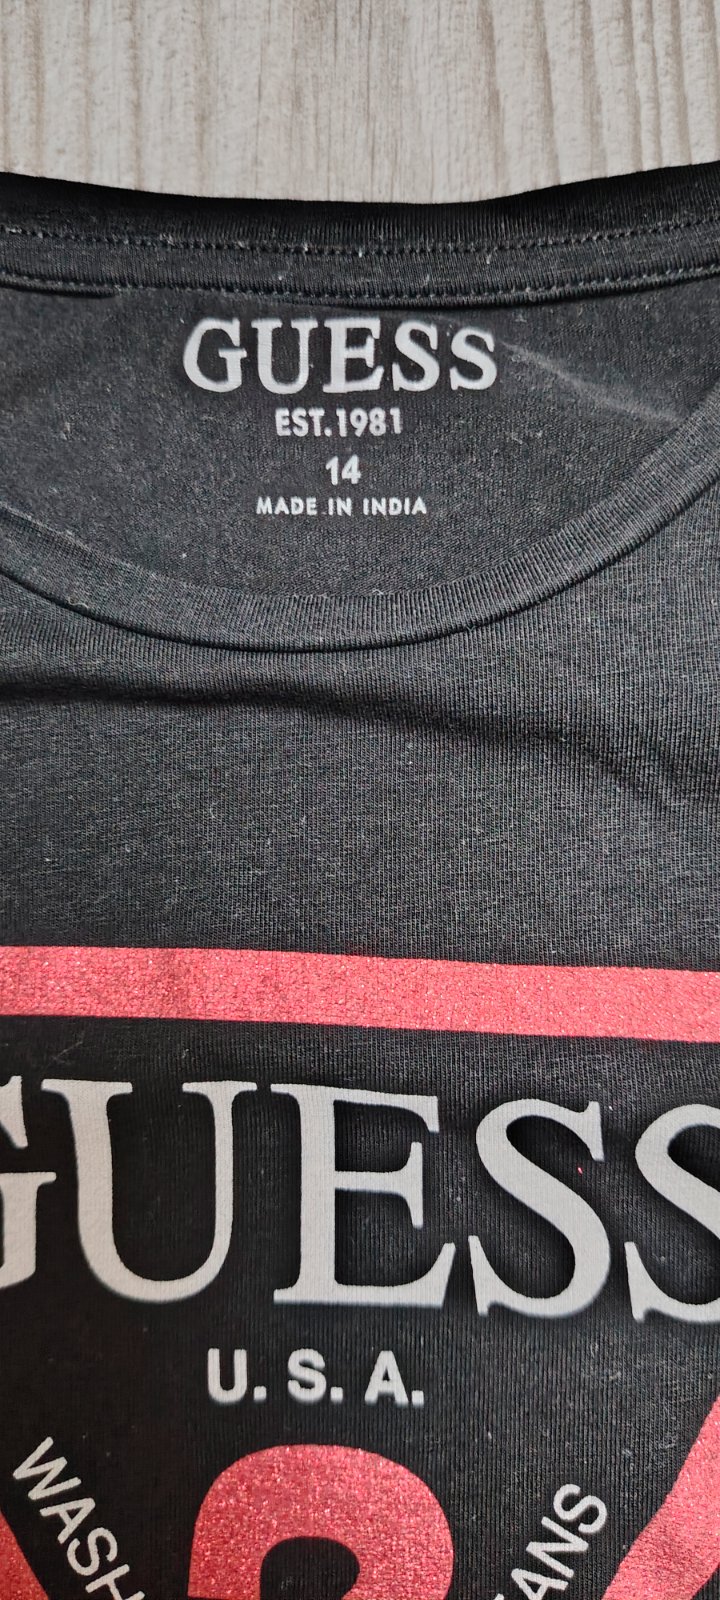 GUESS
EST.1981
14
MADE IN INDIA
GUESS
U. S. A.